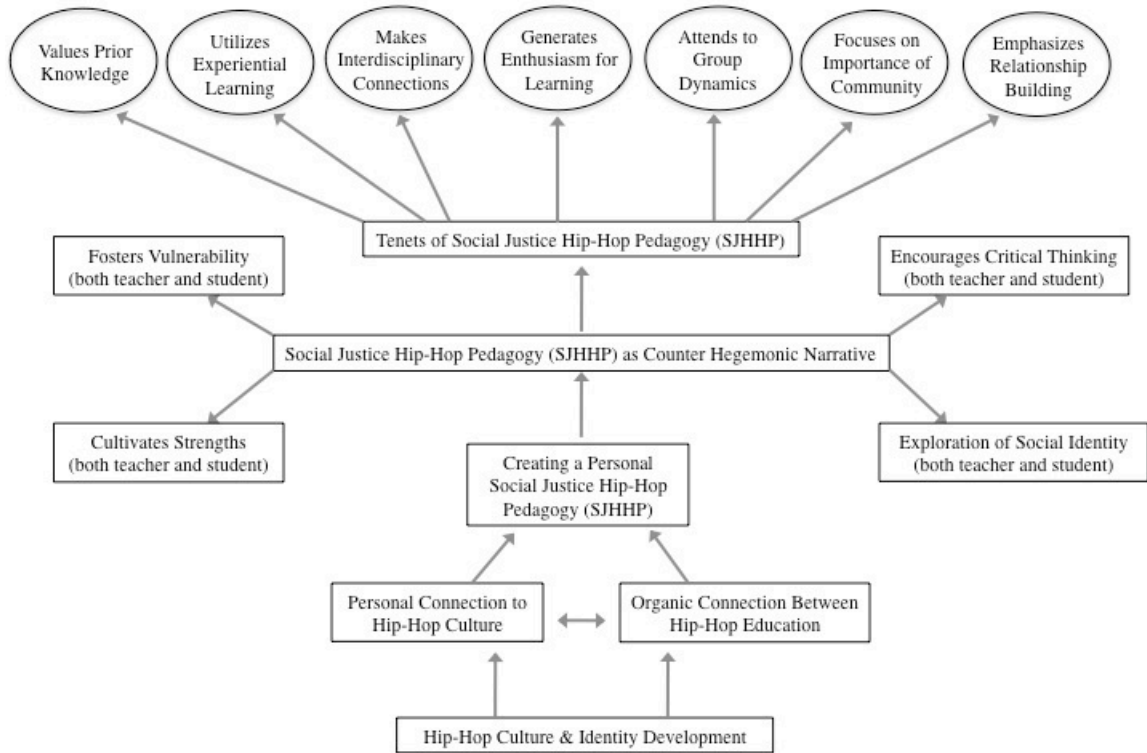 Values Prior
Knowledge
Utilizes
Experiential
Learning
Makes
Interdisciplinary
Connections
Generates
Enthusiasm for
Learning
Attends to
Group
Dynamics
Focuses on
Importance of
Community
Emphasizes
Relationship
Building
Tenets of Social Justice Hip-Hop Pedagogy (SJHHP)
Fosters Vulnerability
(both teacher and student)
Encourages Critical Thinking
(both teacher and student)
Social Justice Hip-Hop Pedagogy (SJHHP) as Counter Hegemonic Narrative
Cultivates Strengths
(both teacher and student)
Exploration of Social Identity
(both teacher and student)
Creating a Personal
Social Justice Hip-Hop
Pedagogy (SJHHP)
Personal Connection to
Hip-Hop Culture
Organic Connection Between
Hip-Hop Education
Hip-Hop Culture & Identity Development